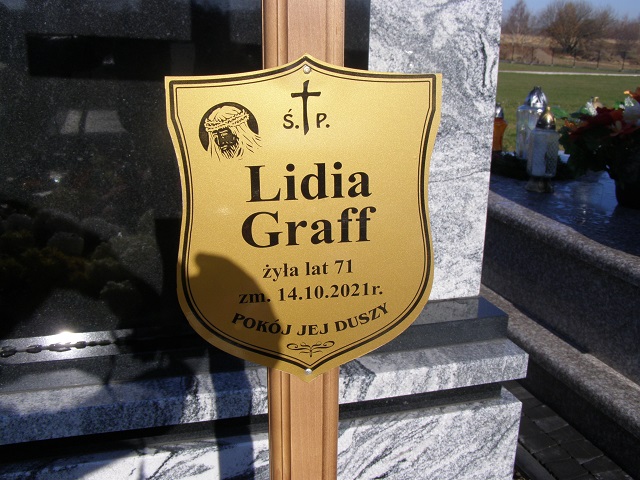 Ś. P.
Lidia
Graff
żyła lat 71
zm. 14.10.2021r.
POKÓJ JEJ DUSZY